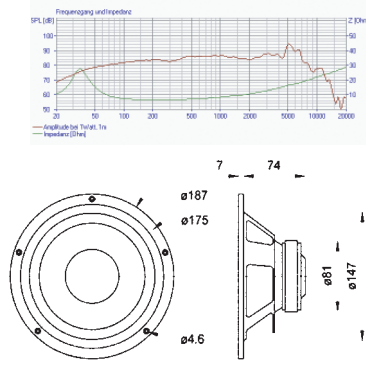 Frequenzgang und Impedanz
SPL [dB] Z [Ohm]
100 50
90 40
80 30
70 20
60 10
50
20 50 100 200 500 1000 2000 5000 10000 20000
Amplitude bei 1Watt, 1m
Impedanz [Ohm]
7 74
ø187
ø175
ø81
ø147
ø4.6